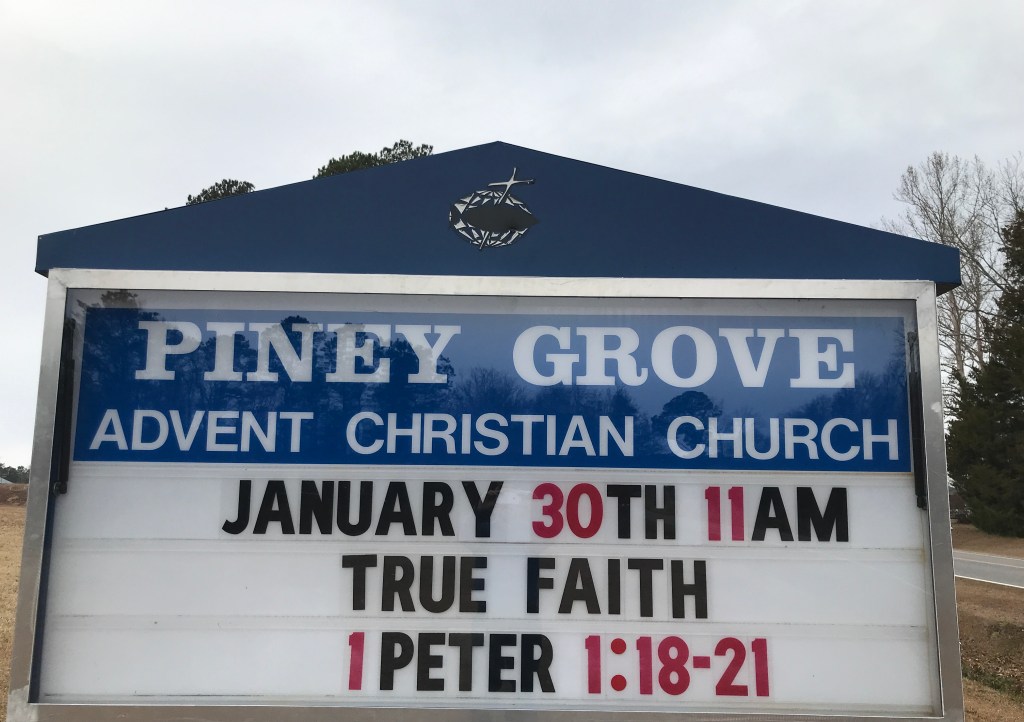 PINEY GROVE
ADVENT CHRISTIAN CHURCH
JANUARY 30TH 11AM
TRUE FAITH
1 PETER 1:18-21